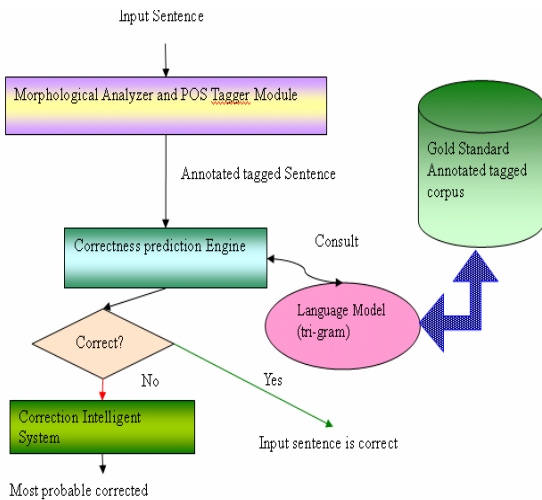 Input Sentence
Morphological Analyzer and POS Tagger Module
Gold Standard
Annotated tagged
corpus
Annotated tagged Sentence
Correctness prediction Engine
Consult
Language Model
(tri-gram)
Correct?
No
Yes
Correction Intelligent
System
Input sentence is correct
Most probable corrected